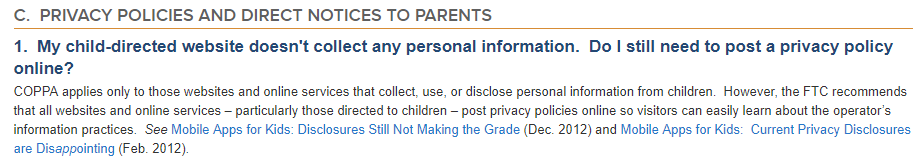 C.  PRIVACY POLICIES AND DIRECT NOTICES TO PARENTS
1.  My child-directed website doesn't collect any personal information.  Do I still need to post a privacy policy
online?
COPPA applies only to those websites and online services that collect, use, or disclose personal information from children.  However, the FTC recommends
that all websites and online services – particularly those directed to children – post privacy policies online so visitors can easily learn about the operator's
information practices.  See Mobile Apps for Kids: Disclosures Still Not Making the Grade (Dec. 2012) and Mobile Apps for Kids:  Current Privacy Disclosures
are Disappointing (Feb. 2012).